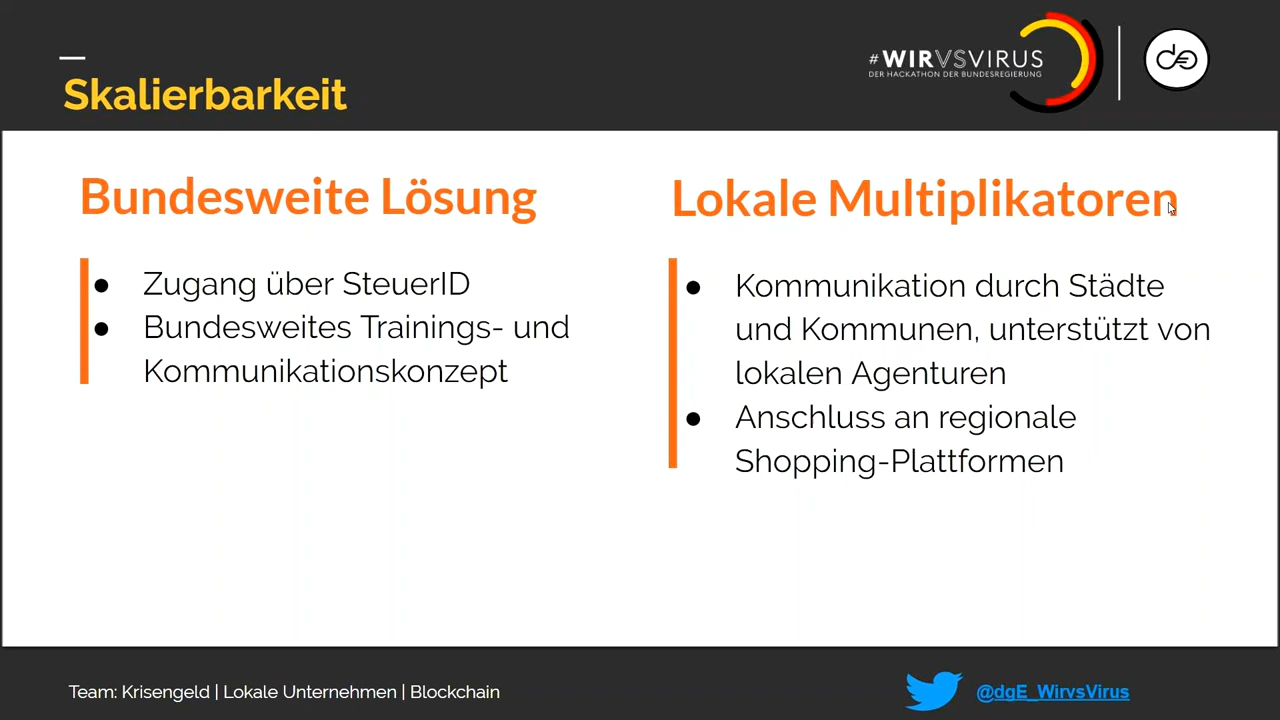 Skalierbarkeit
#WIRVSVIRUS
DER HACKATHON DER BUNDESREGIERUNG
Bundesweite Lösung
● Zugang über SteuerID
● Bundesweites Trainings- und
Kommunikationskonzept
Lokale Multiplikatoren
● Kommunikation durch Städte
und Kommunen, unterstützt von
lokalen Agenturen
● Anschluss an regionale
Shopping-Plattformen
Team: Krisengeld | Lokale Unternehmen | Blockchain
@dgE_WirvsVirus